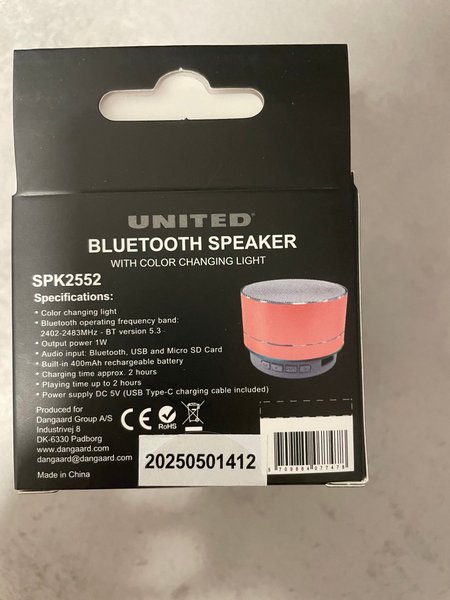 UNITED
BLUETOOTH SPEAKER
WITH COLOR CHANGING LIGHT
SPK2552
Specifications:
• Color changing light
• Bluetooth operating frequency band:
2402-2483MHz - BT version 5.3
• Output power 1W
• Audio input: Bluetooth, USB and Micro SD Card
• Built-in 400mAh rechargeable battery
• Charging time approx. 2 hours
• Playing time up to 2 hours
• Power supply DC 5V (USB Type-C charging cable included)
Produced for
Dangaard Group A/S
Industrivej 8
DK-6330 Padborg
www.dangaard.com
dangaard@dangaard.com
Made in China
CE
RoHS
20250501412
5709884077478